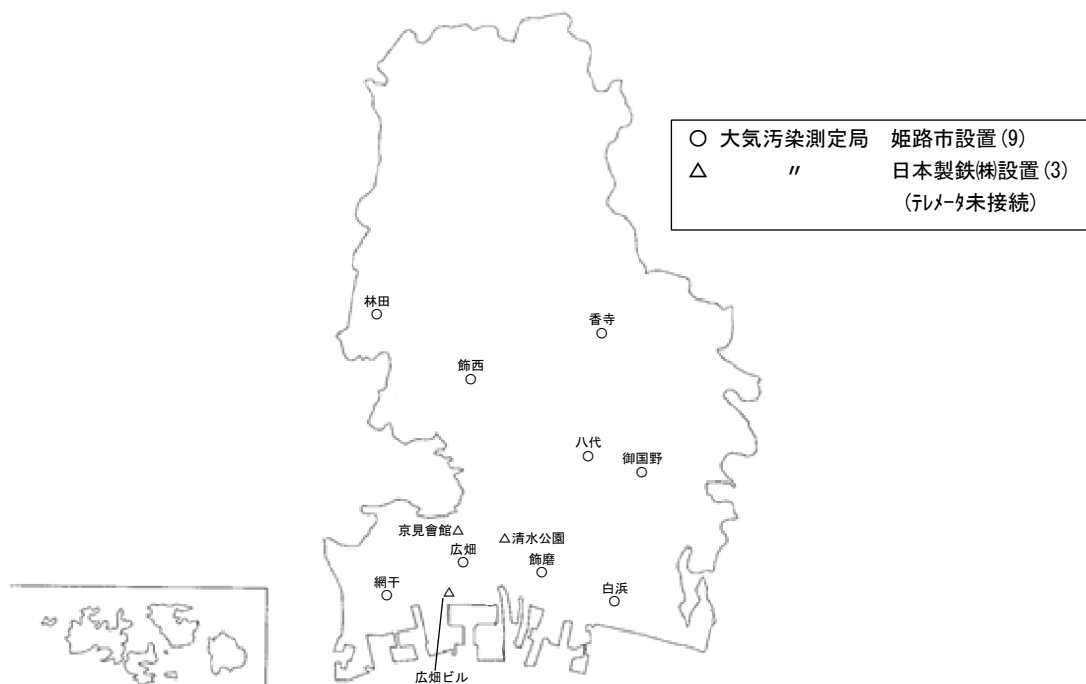 ○ 大気汚染測定局 姫路市設置(9)
△ 〃 日本製鉄㈱設置(3)
(ﾃﾚﾒｰﾀ未接続)
林田
香寺
飾西
八代
御国野
京見會館
清水公園
広畑
飾磨
網干
白浜
広畑ビル